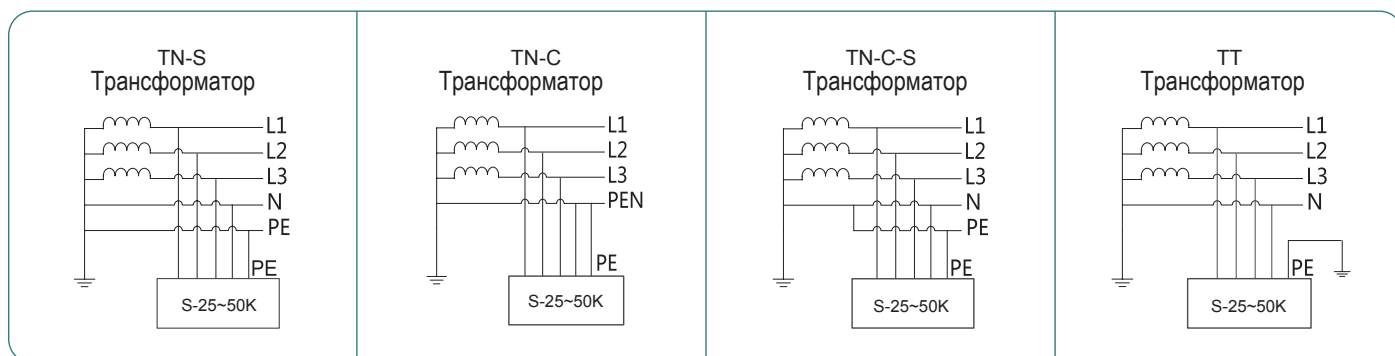 TN-S
Трансформатор
L1
L2
L3
N
PE
PE
S-25~50K
TN-C
Трансформатор
L1
L2
L3
PEN
PE
S-25~50K
TN-C-S
Трансформатор
L1
L2
L3
N
PE
PE
S-25~50K
TT
Трансформатор
L1
L2
L3
N
PE
S-25~50K